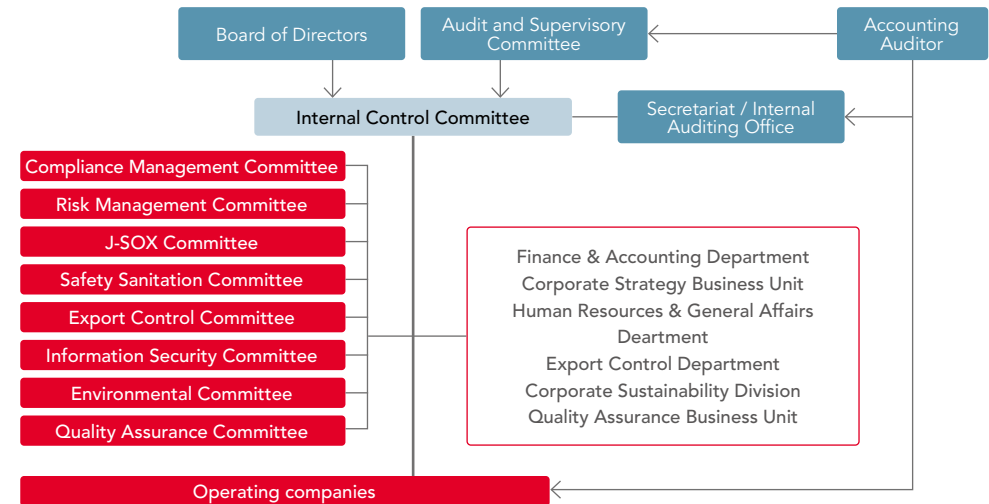 Board of Directors
Audit and Supervisory
Committee
Accounting
Auditor
Internal Control Committee
Secretariat / Internal
Auditing Office
Compliance Management Committee
Risk Management Committee
J-SOX Committee
Safety Sanitation Committee
Export Control Committee
Information Security Committee
Environmental Committee
Quality Assurance Committee
Finance & Accounting Department
Corporate Strategy Business Unit
Human Resources & General Affairs
Deartment
Export Control Department
Corporate Sustainability Division
Quality Assurance Business Unit
Operating companies